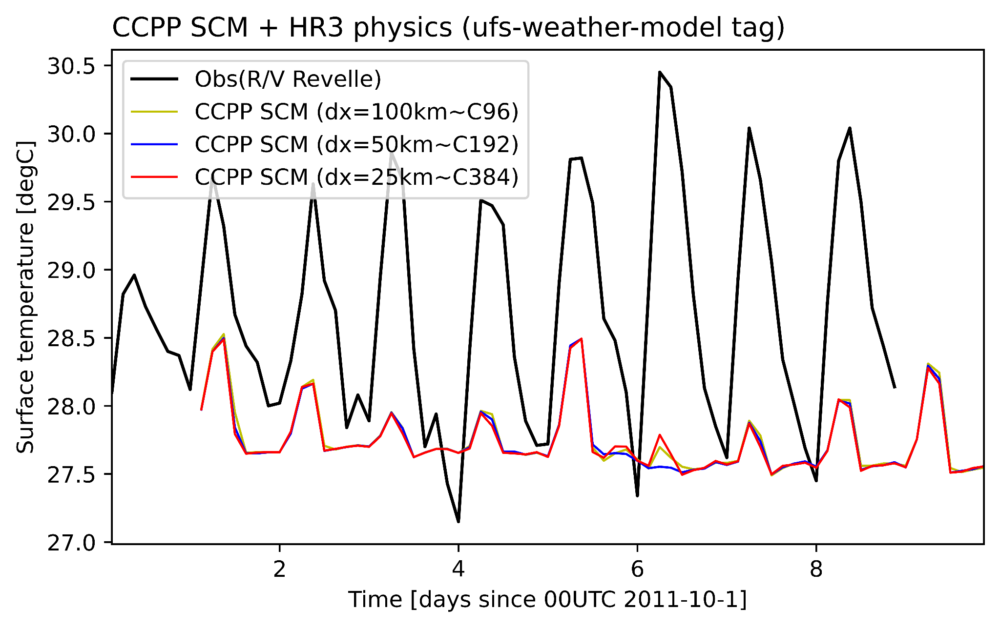 CCPP SCM + HR3 physics (ufs-weather-model tag)
30.5
30.0
29.5
29.0
28.5
28.0
27.5
27.0
Surface temperature [degC]
Obs(R/V Revelle)
CCPP SCM (dx=100km~C96)
CCPP SCM (dx=50km~C192)
CCPP SCM (dx=25km~C384)
2
4
6
8
Time [days since 00UTC 2011-10-1]